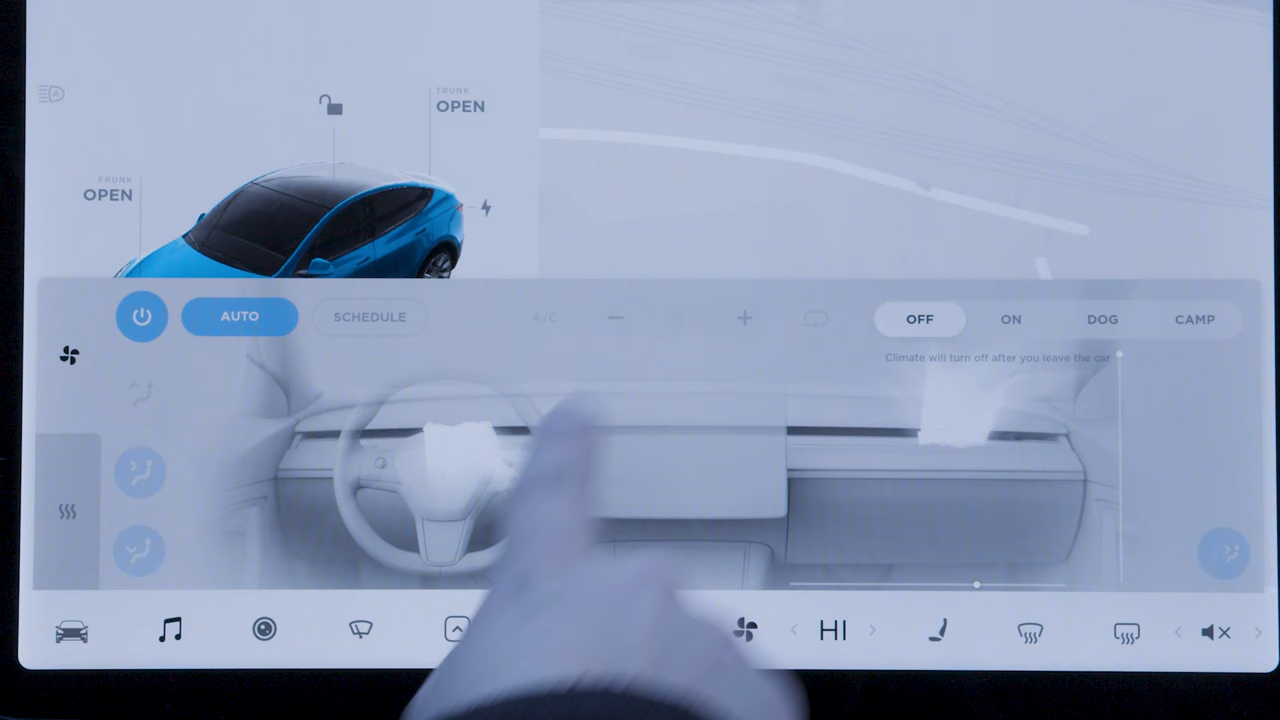 TRUNK
OPEN
FRUNK
OPEN
AUTO
SCHEDULE
A/C
OFF
ON
DOG
CAMP
Climate will turn off after you leave the car
HI